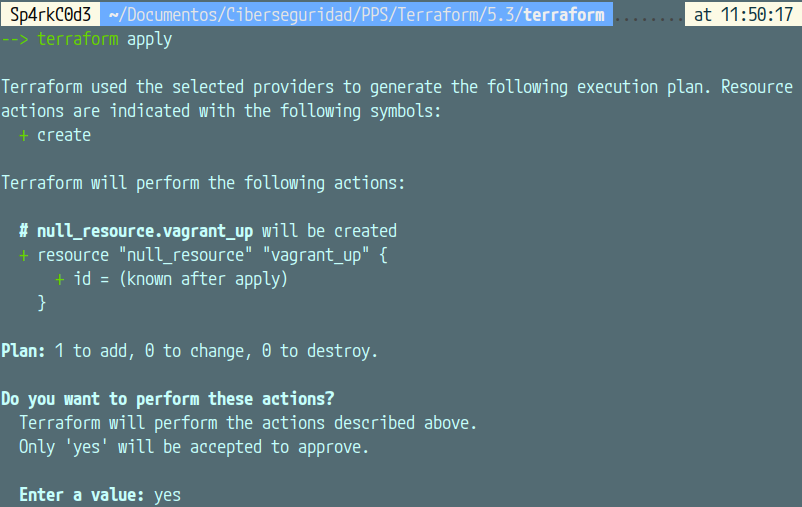 Sp4rkC0d3 ~/Documentos/Ciberseguridad/PPS/Terraform/5.3/terraform ........ at 11:50:17
--> terraform apply
Terraform used the selected providers to generate the following execution plan. Resource
actions are indicated with the following symbols:
+ create
Terraform will perform the following actions:
# null_resource.vagrant_up will be created
+ resource "null_resource" "vagrant_up" {
+ id = (known after apply)
}
Plan: 1 to add, 0 to change, 0 to destroy.
Do you want to perform these actions?
Terraform will perform the actions described above.
Only 'yes' will be accepted to approve.
Enter a value: yes